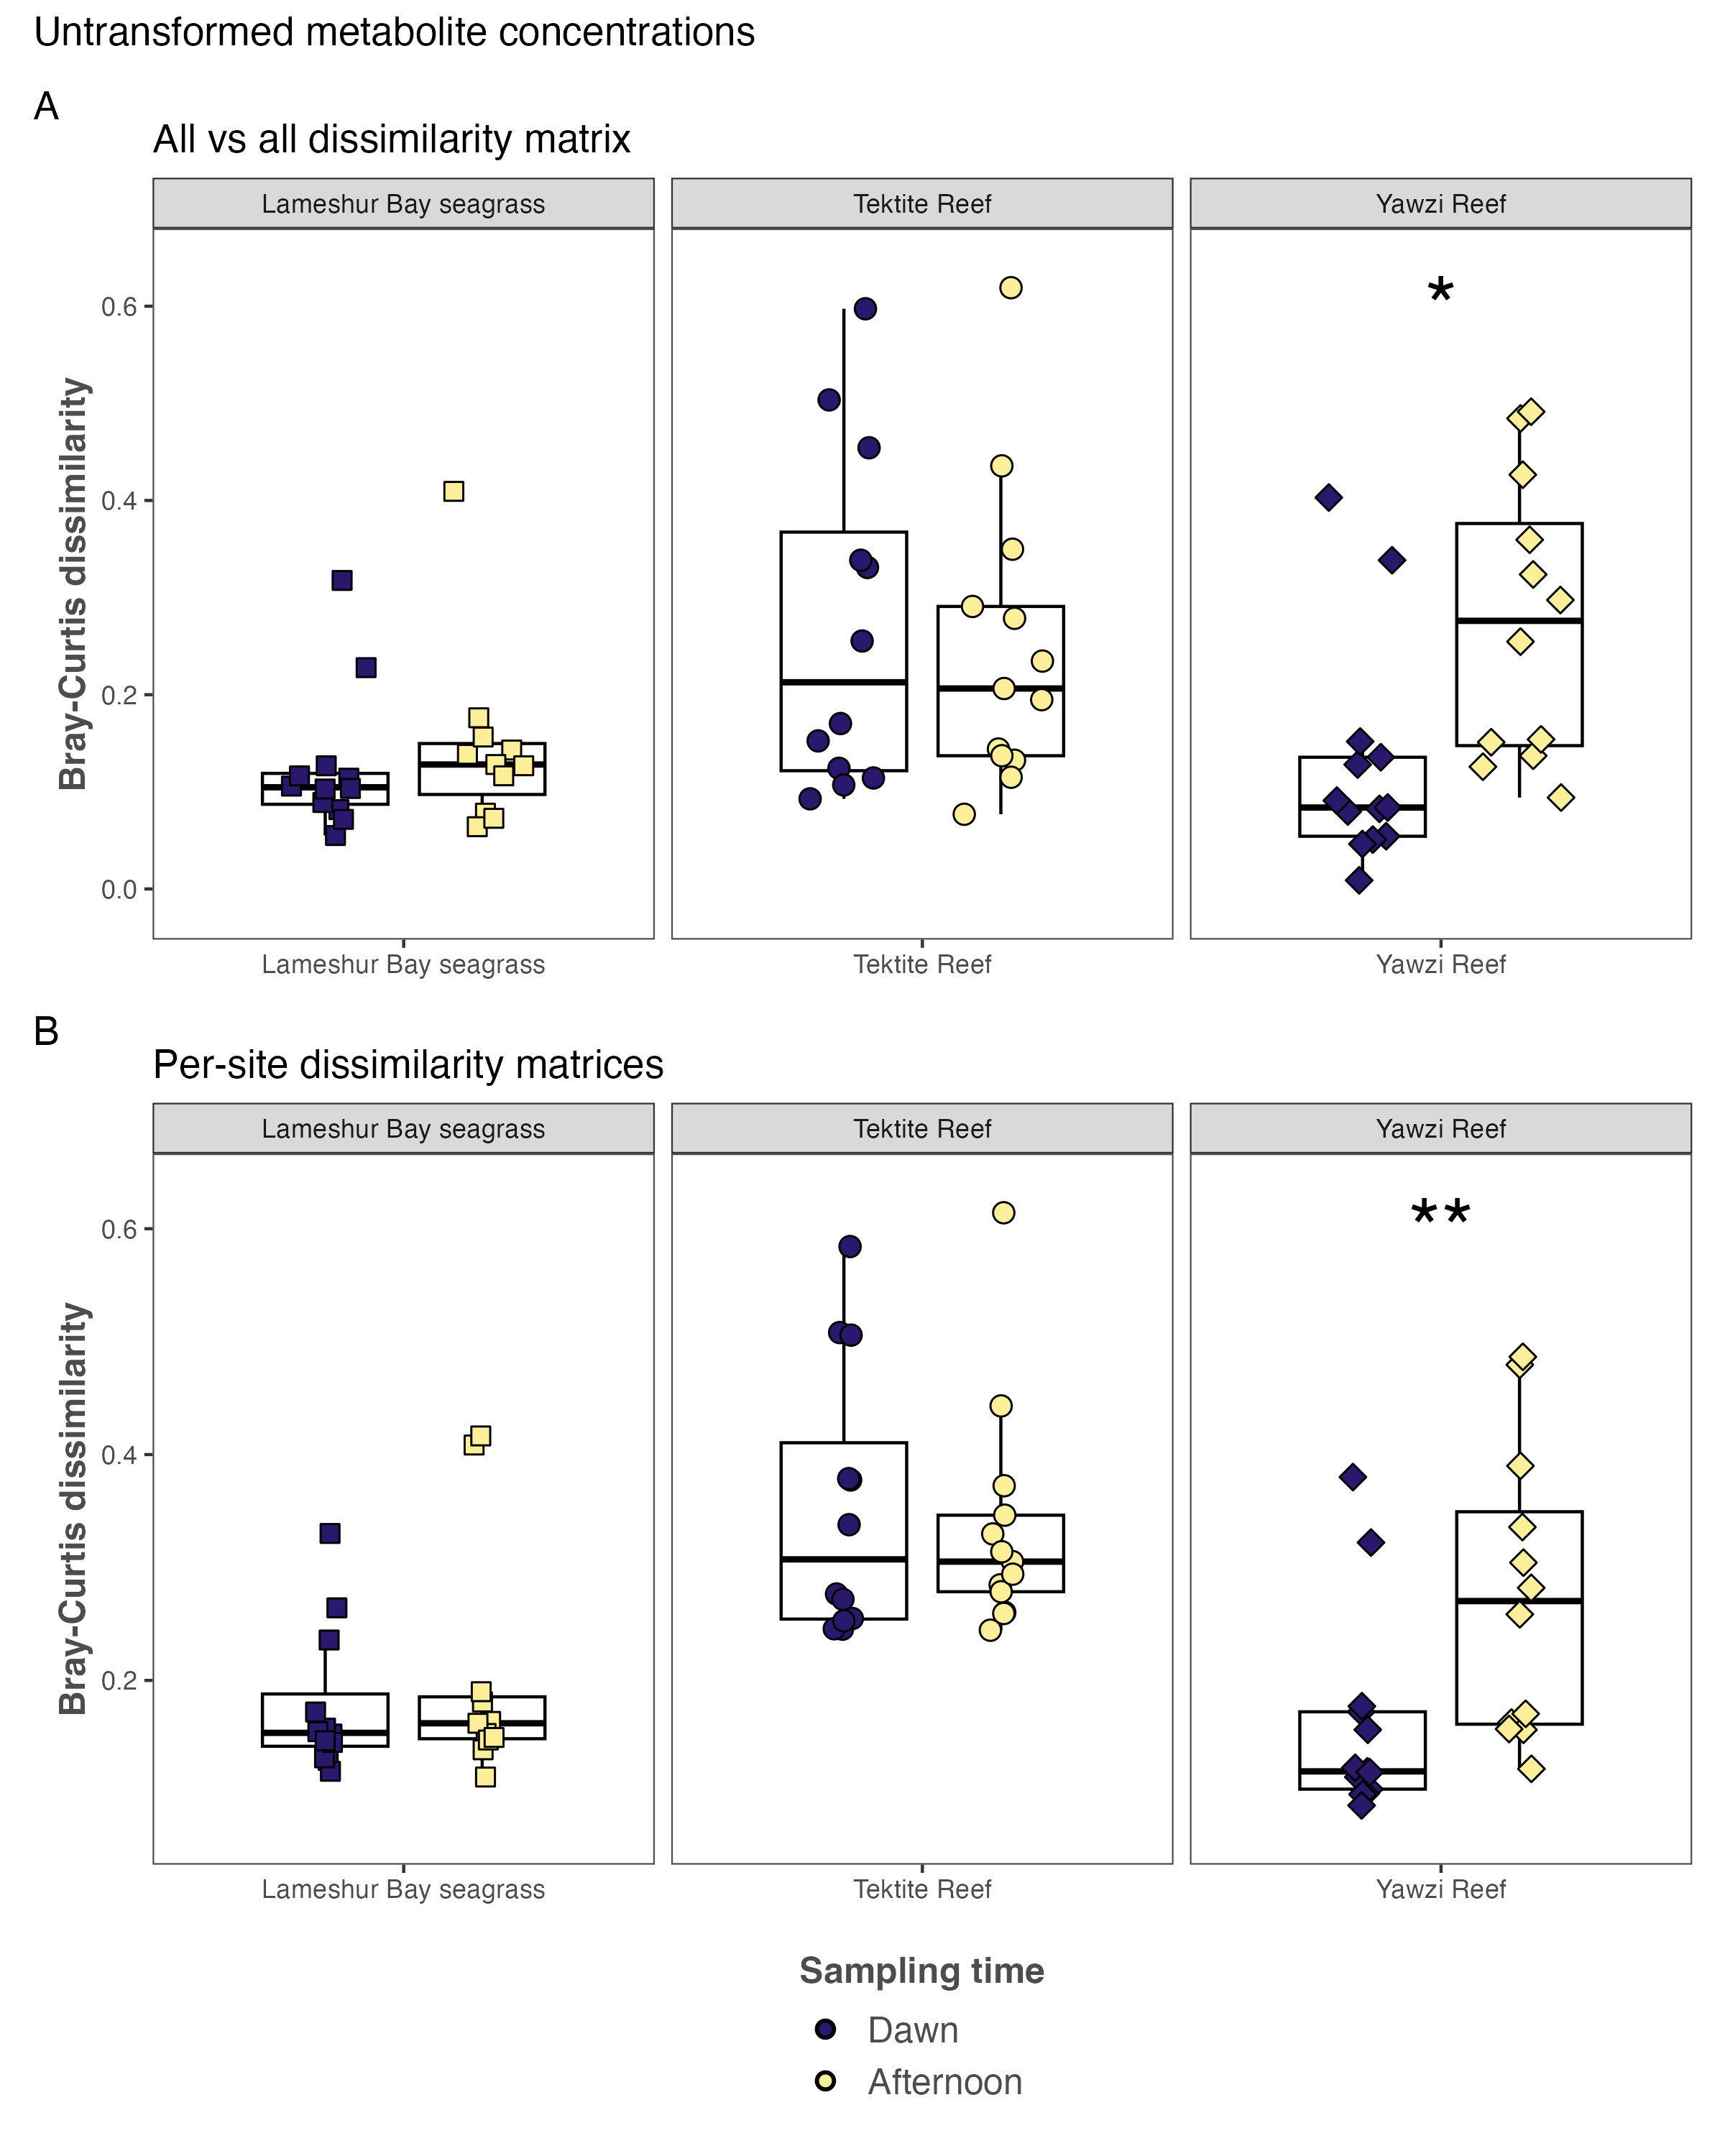 Untransformed metabolite concentrations
A
All vs all dissimilarity matrix
Lameshur Bay seagrass Tektite Reef Yawzi Reef
*
Bray-Curtis dissimilarity
0.6
0.4
0.2
0.0
Lameshur Bay seagrass Tektite Reef Yawzi Reef
B
Per-site dissimilarity matrices
Lameshur Bay seagrass Tektite Reef Yawzi Reef
**
Bray-Curtis dissimilarity
0.6
0.4
0.2
Lameshur Bay seagrass Tektite Reef Yawzi Reef
Sampling time
Dawn
Afternoon